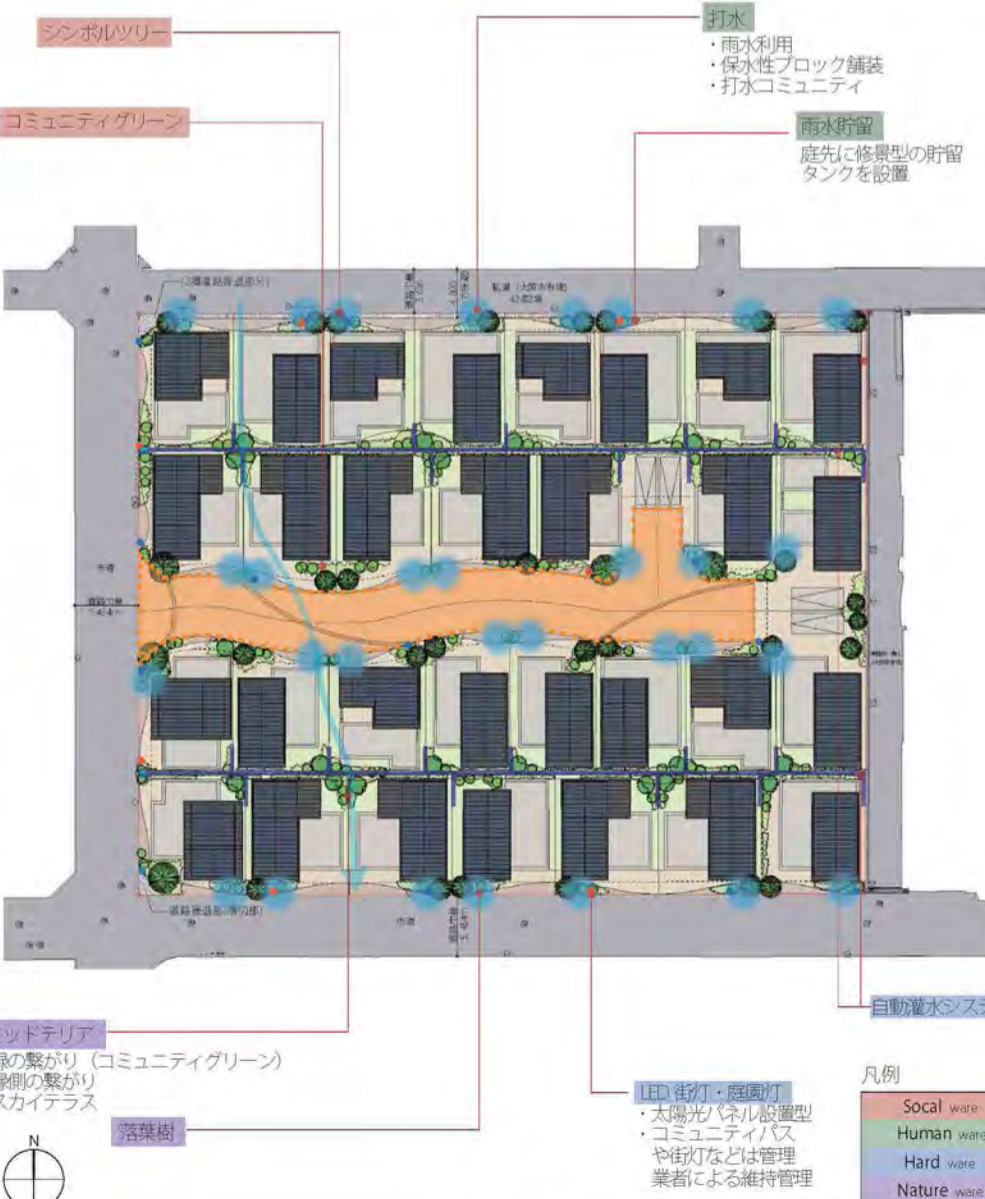 シンボルツリー
打水
・雨水利用
・保水性ブロック舗装
・打水コミュニティ
コミュニティグリーン
雨水貯留
庭先に修景型の貯留
タンクを設置
市道
市道
自動灌水システ
ッドテリア
緑の繋がり（コミュニティグリーン）
縁側の繋がり
スカイテラス
落葉樹
LED 街灯・庭園灯
・太陽光パネル設置型
・コミュニティパス
や街灯などは管理
業者による維持管理
N
凡例
Socal ware
Human ware
Hard ware
Nature ware